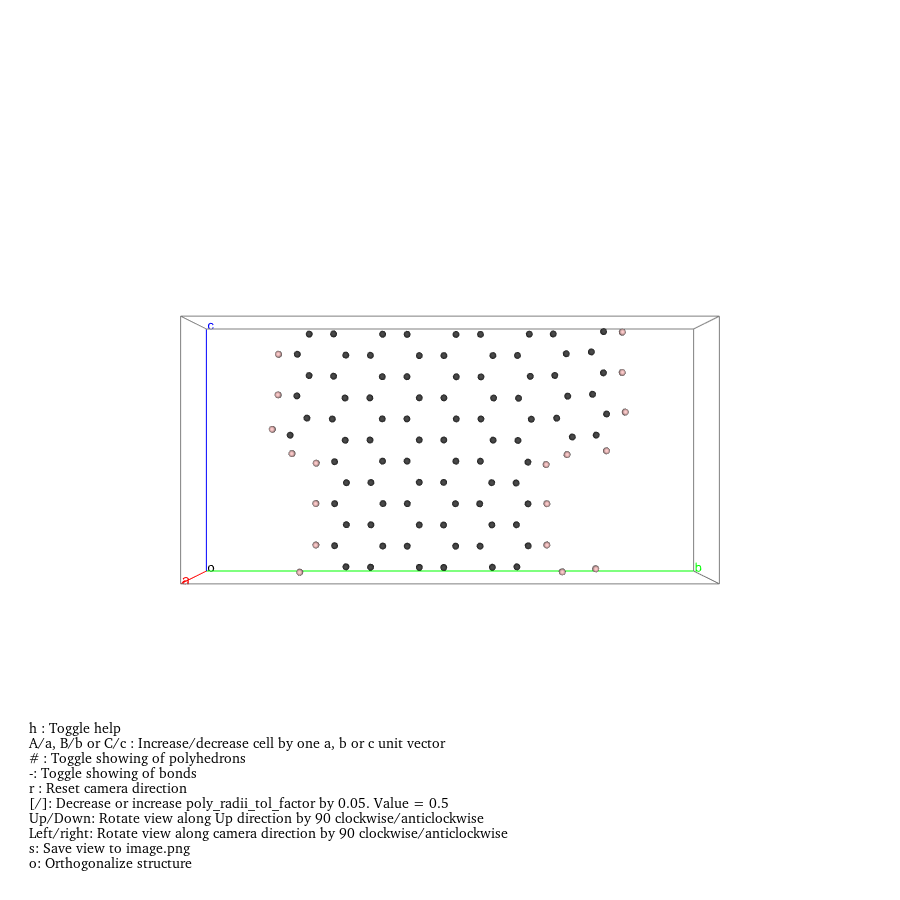 c
o
b
a
h : Toggle help
A/a, B/b or C/c : Increase/decrease cell by one a, b or c unit vector
# : Toggle showing of polyhedrons
-: Toggle showing of bonds
r : Reset camera direction
[/]: Decrease or increase poly_radii_tol_factor by 0.05. Value = 0.5
Up/Down: Rotate view along Up direction by 90 clockwise/anticlockwise
Left/right: Rotate view along camera direction by 90 clockwise/anticlockwise
s: Save view to image.png
o: Orthogonalize structure